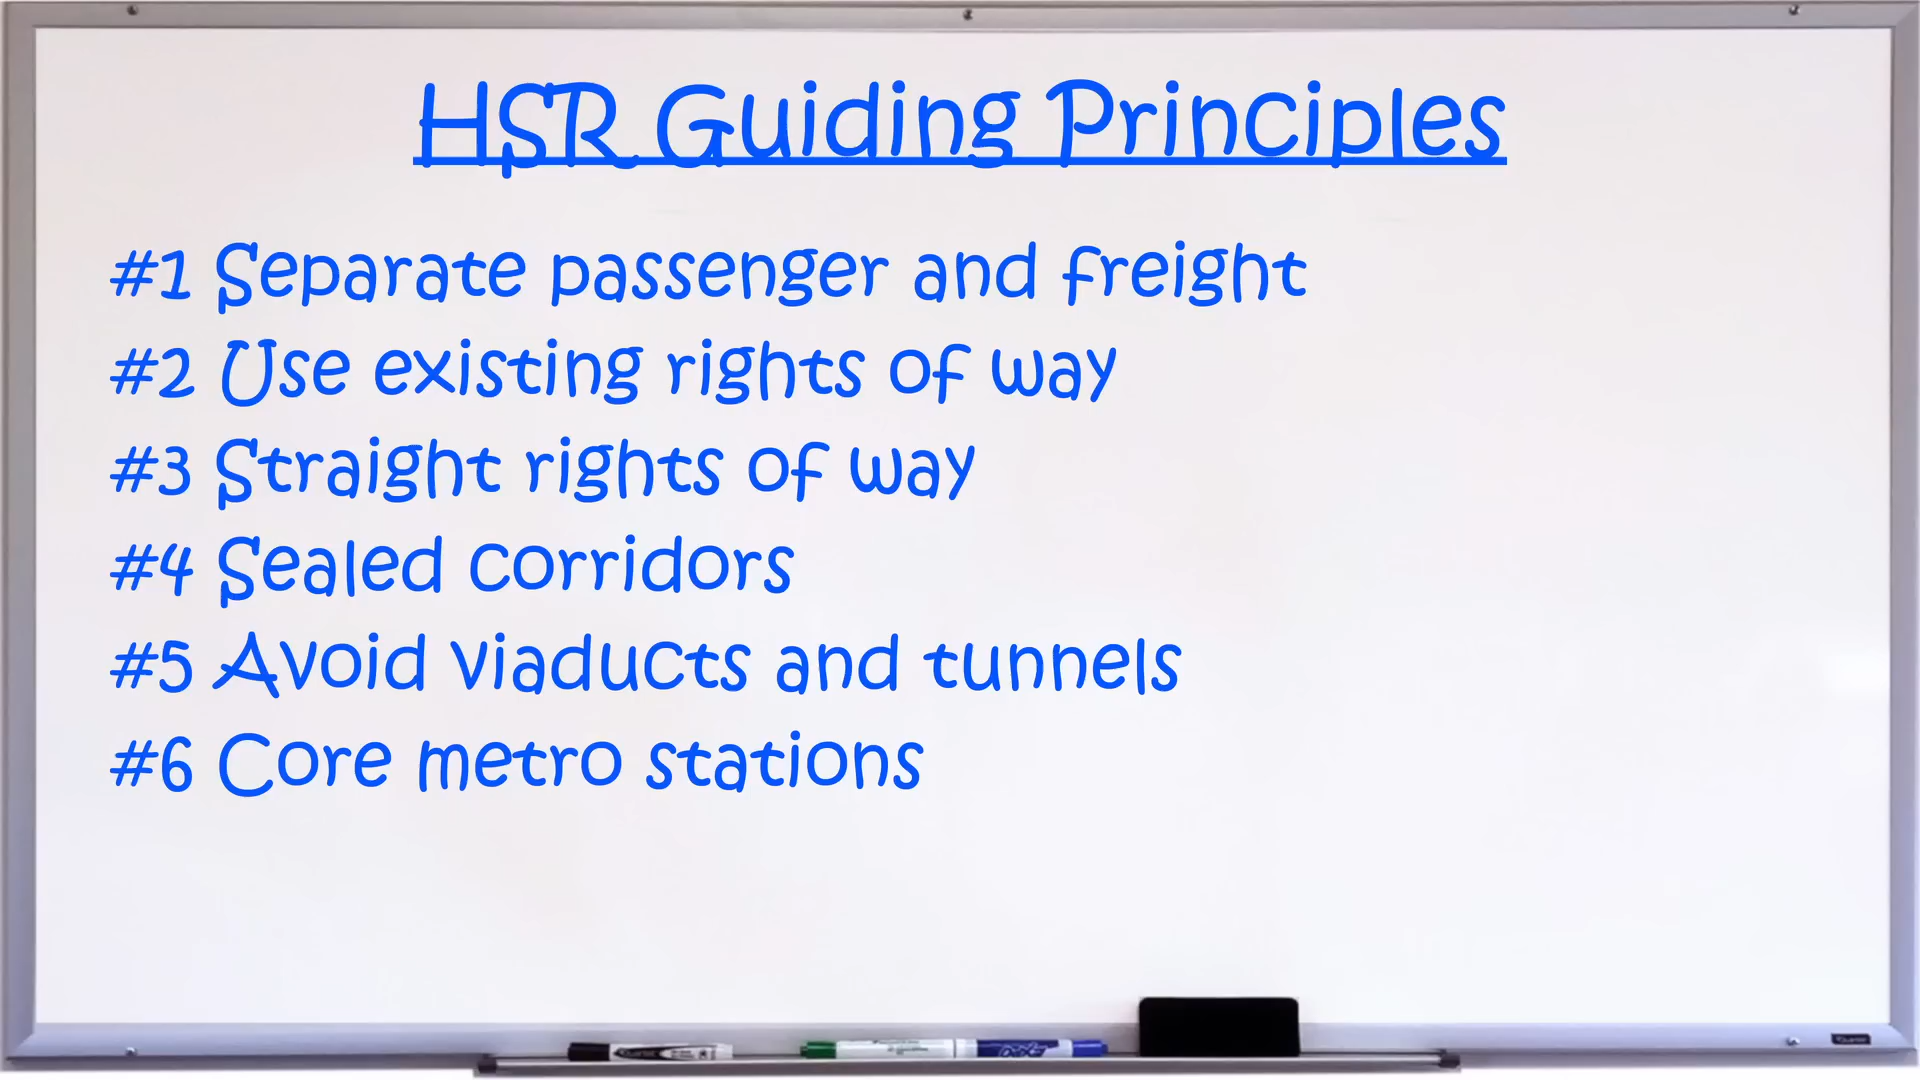 HSR Guiding Principles
#1 Separate passenger and freight
#2 Use existing rights of way
#3 Straight rights of way
#4 Sealed corridors
#5 Avoid viaducts and tunnels
#6 Core metro stations